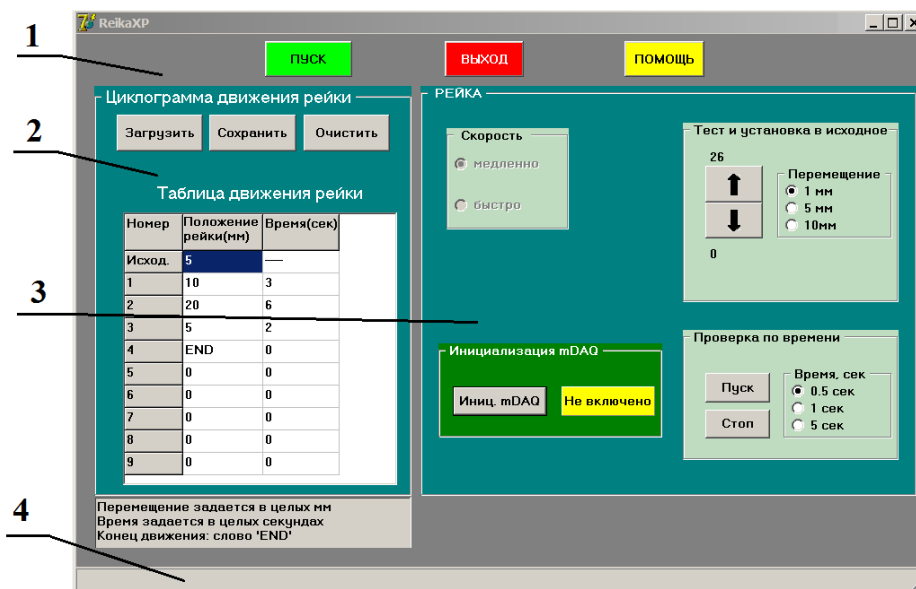 ReikaXP
1
ПУСК
ВЫХОД
ПОМОЩЬ
Циклограмма движения рейки
2
Загрузить Сохранить Очистить
Таблица движения рейки
Номер Положение рейки(мм) Время(сек)
Исход. 5 ----
1 10 3
2 20 6
3 5 2
4 END 0
5 0 0
6 0 0
7 0 0
8 0 0
9 0 0
Перемещение задается в целых мм
Время задается в целых секундах
Конец движения: слово 'END'
РЕЙКА
3
Скорость
медленно
быстро
Тест и установка в исходное
26
0
Перемещение
1 мм
5 мм
10мм
Инициализация mDAQ
Иниц. mDAQ Не включено
Проверка по времени
Пуск
Стоп
Время, сек
0.5 сек
1 сек
5 сек
4